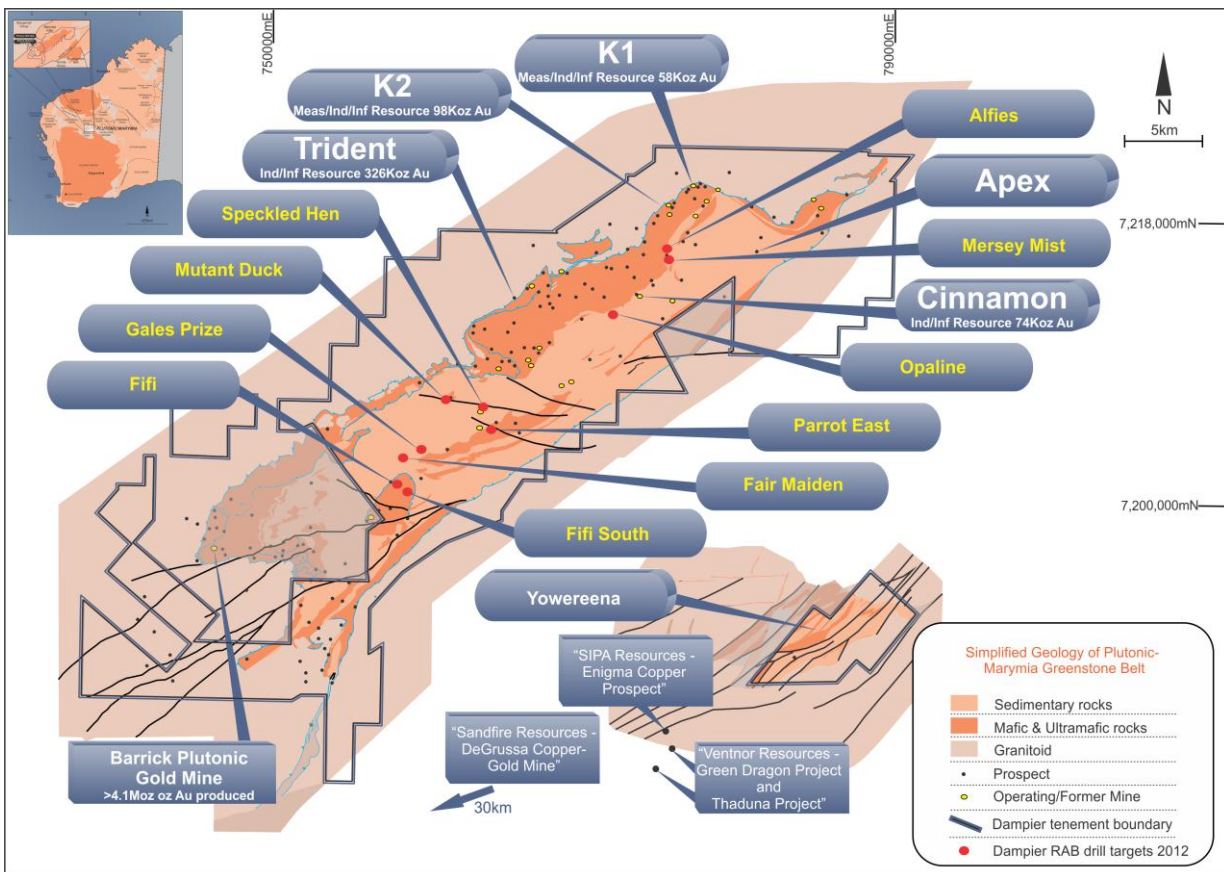 750000mE
790000mE
K1
Meas/Ind/Inf Resource 58Koz Au
K2
Meas/Ind/Inf Resource 98Koz Au
Trident
Ind/Inf Resource 326Koz Au
Speckled Hen
Mutant Duck
Gales Prize
Fifi
N
5km
Alfies
Apex
7,218,000mN
Mersey Mist
Cinnamon
Ind/Inf Resource 74Koz Au
Opaline
Parrot East
Fair Maiden
7,200,000mN
Fifi South
Yowereena
"SIPA Resources -
Enigma Copper
Prospect"
"Sandfire Resources -
DeGrussa Copper-
Gold Mine"
30km
"Ventnor Resources -
Green Dragon Project
and
Thaduna Project"
Barrick Plutonic
Gold Mine
>4.1Moz oz Au produced
Simplified Geology of Plutonic-
Marymia Greenstone Belt
Sedimentary rocks
Mafic & Ultramafic rocks
Granitoid
Prospect
Operating/Former Mine
Dampier tenement boundary
Dampier RAB drill targets 2012